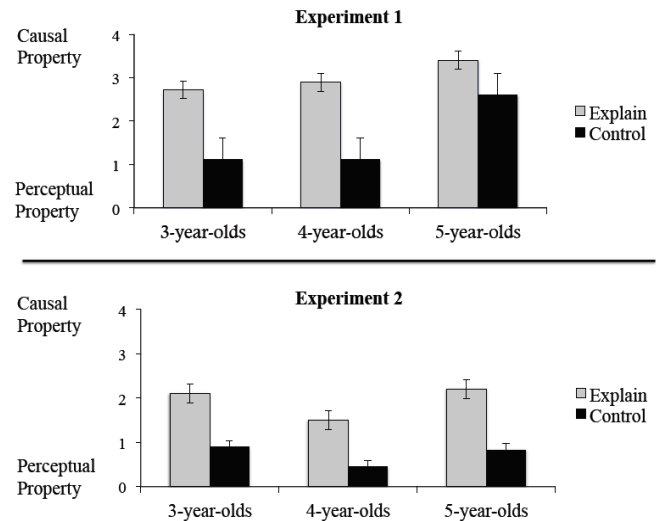 Experiment 1
Causal
Property
4
3
2
1
0
Perceptual
Property
3-year-olds
4-year-olds
5-year-olds
Explain
Control
Experiment 2
Causal
Property
4
3
2
1
0
Perceptual
Property
3-year-olds
4-year-olds
5-year-olds
Explain
Control